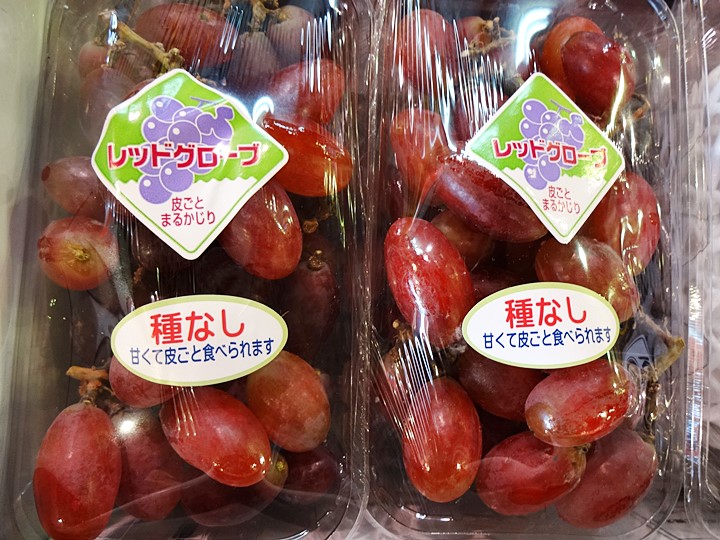 レッドグローブ
皮ごと
まるかじり
種なし
甘くて皮ごと食べられます
レッドグローブ
皮ごと
まるかじり
種なし
甘くて皮ごと食べられます